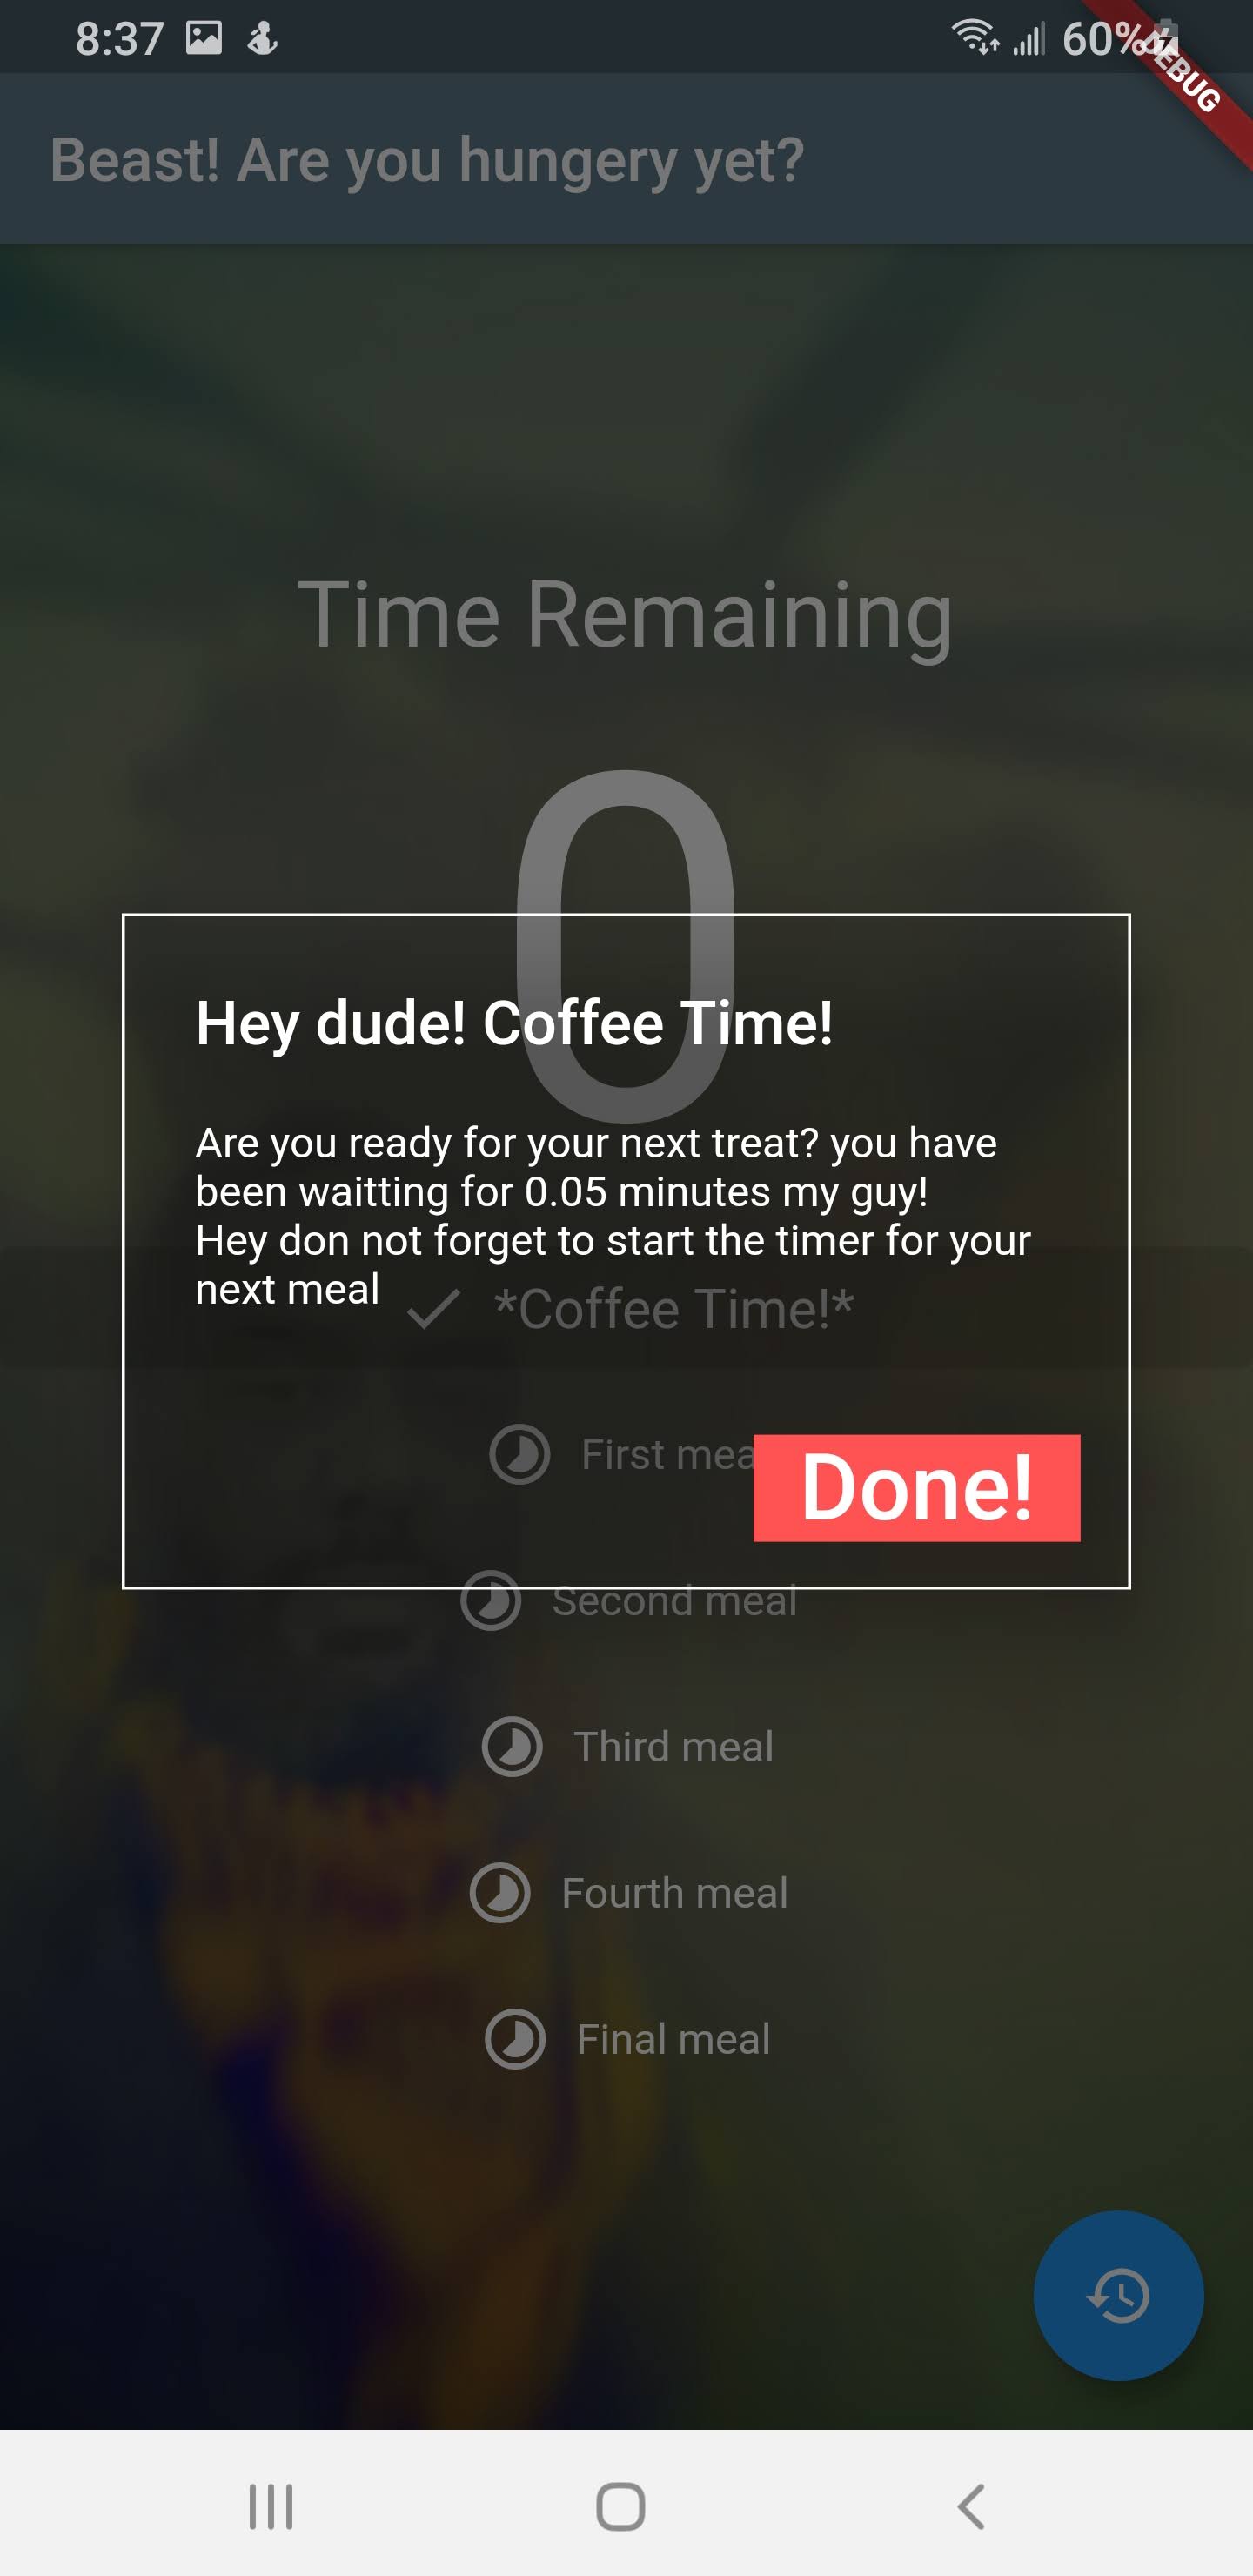 8:37
60%
DEBUG
Beast! Are you hungery yet?
Time Remaining
0
Hey dude! Coffee Time!
Are you ready for your next treat? you have
been waitting for 0.05 minutes my guy!
Hey don not forget to start the timer for your
next meal
*Coffee Time!*
First mea
Done!
Second meal
Third meal
Fourth meal
Final meal